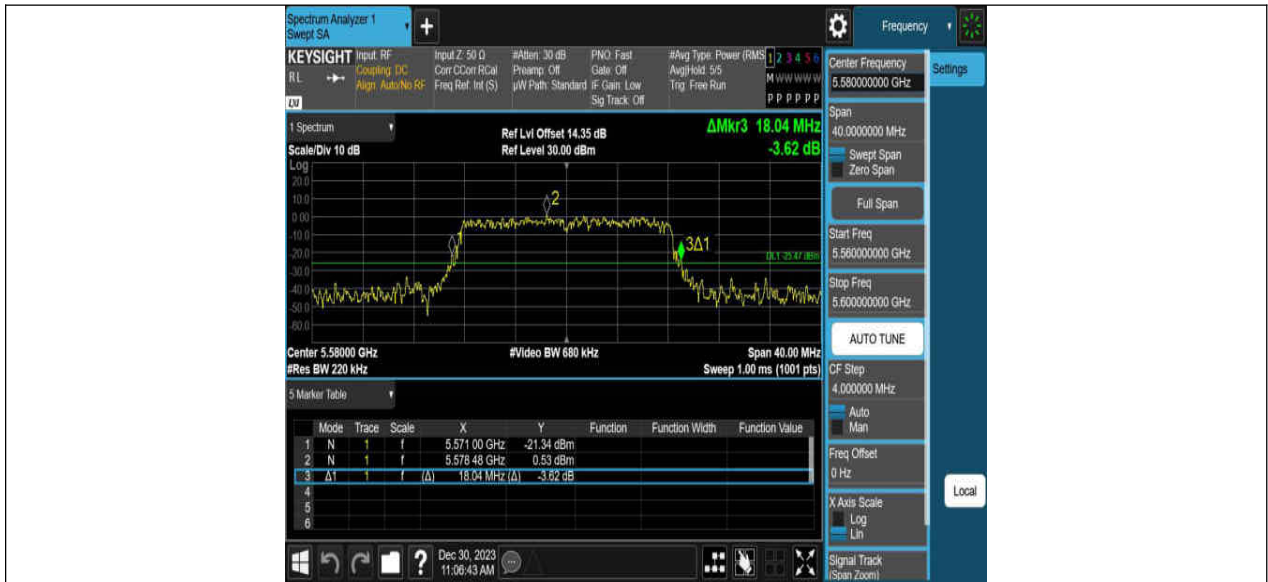 Spectrum Analyzer 1
Swept SA
+
Frequency
KEYSIGHT
RL
LXI
Input: RF
Coupling: DC
Align: Auto/No RF
Input Z: 50 Ω
Corr CCorr RCal
Freq Ref: Int (S)
#Atten: 30 dB
Preamp: Off
µW Path: Standard
PNO: Fast
Gate: Off
IF Gain: Low
Sig Track: Off
#Avg Type: Power (RMS
Avg|Hold: 5/5
Trig: Free Run
1 2 3 4 5 6
M W W W W W
P P P P P P
1 Spectrum
Scale/Div 10 dB
Ref Lvl Offset 14.35 dB
Ref Level 30.00 dBm
ΔMkr3 18.04 MHz
-3.62 dB
Log
20.0
10.0
0.00
-10.0
-20.0
-30.0
-40.0
-50.0
-60.0
1
2
3Δ1
DL1 -25.47 dBm
Center 5.58000 GHz
#Res BW 220 kHz
#Video BW 680 kHz
Span 40.00 MHz
Sweep 1.00 ms (1001 pts)
5 Marker Table
Mode Trace Scale X Y Function Function Width Function Value
1 N 1 f 5.571 00 GHz -21.34 dBm
2 N 1 f 5.578 48 GHz 0.53 dBm
3 Δ1 1 f (Δ) 18.04 MHz (Δ) -3.62 dB
4
5
6
?
Dec 30, 2023
11:06:43 AM
Center Frequency
5.580000000 GHz
Settings
Span
40.0000000 MHz
Swept Span
Zero Span
Full Span
Start Freq
5.560000000 GHz
Stop Freq
5.600000000 GHz
AUTO TUNE
CF Step
4.000000 MHz
Auto
Man
Freq Offset
0 Hz
X Axis Scale
Log
Lin
Signal Track
(Span Zoom)
Local